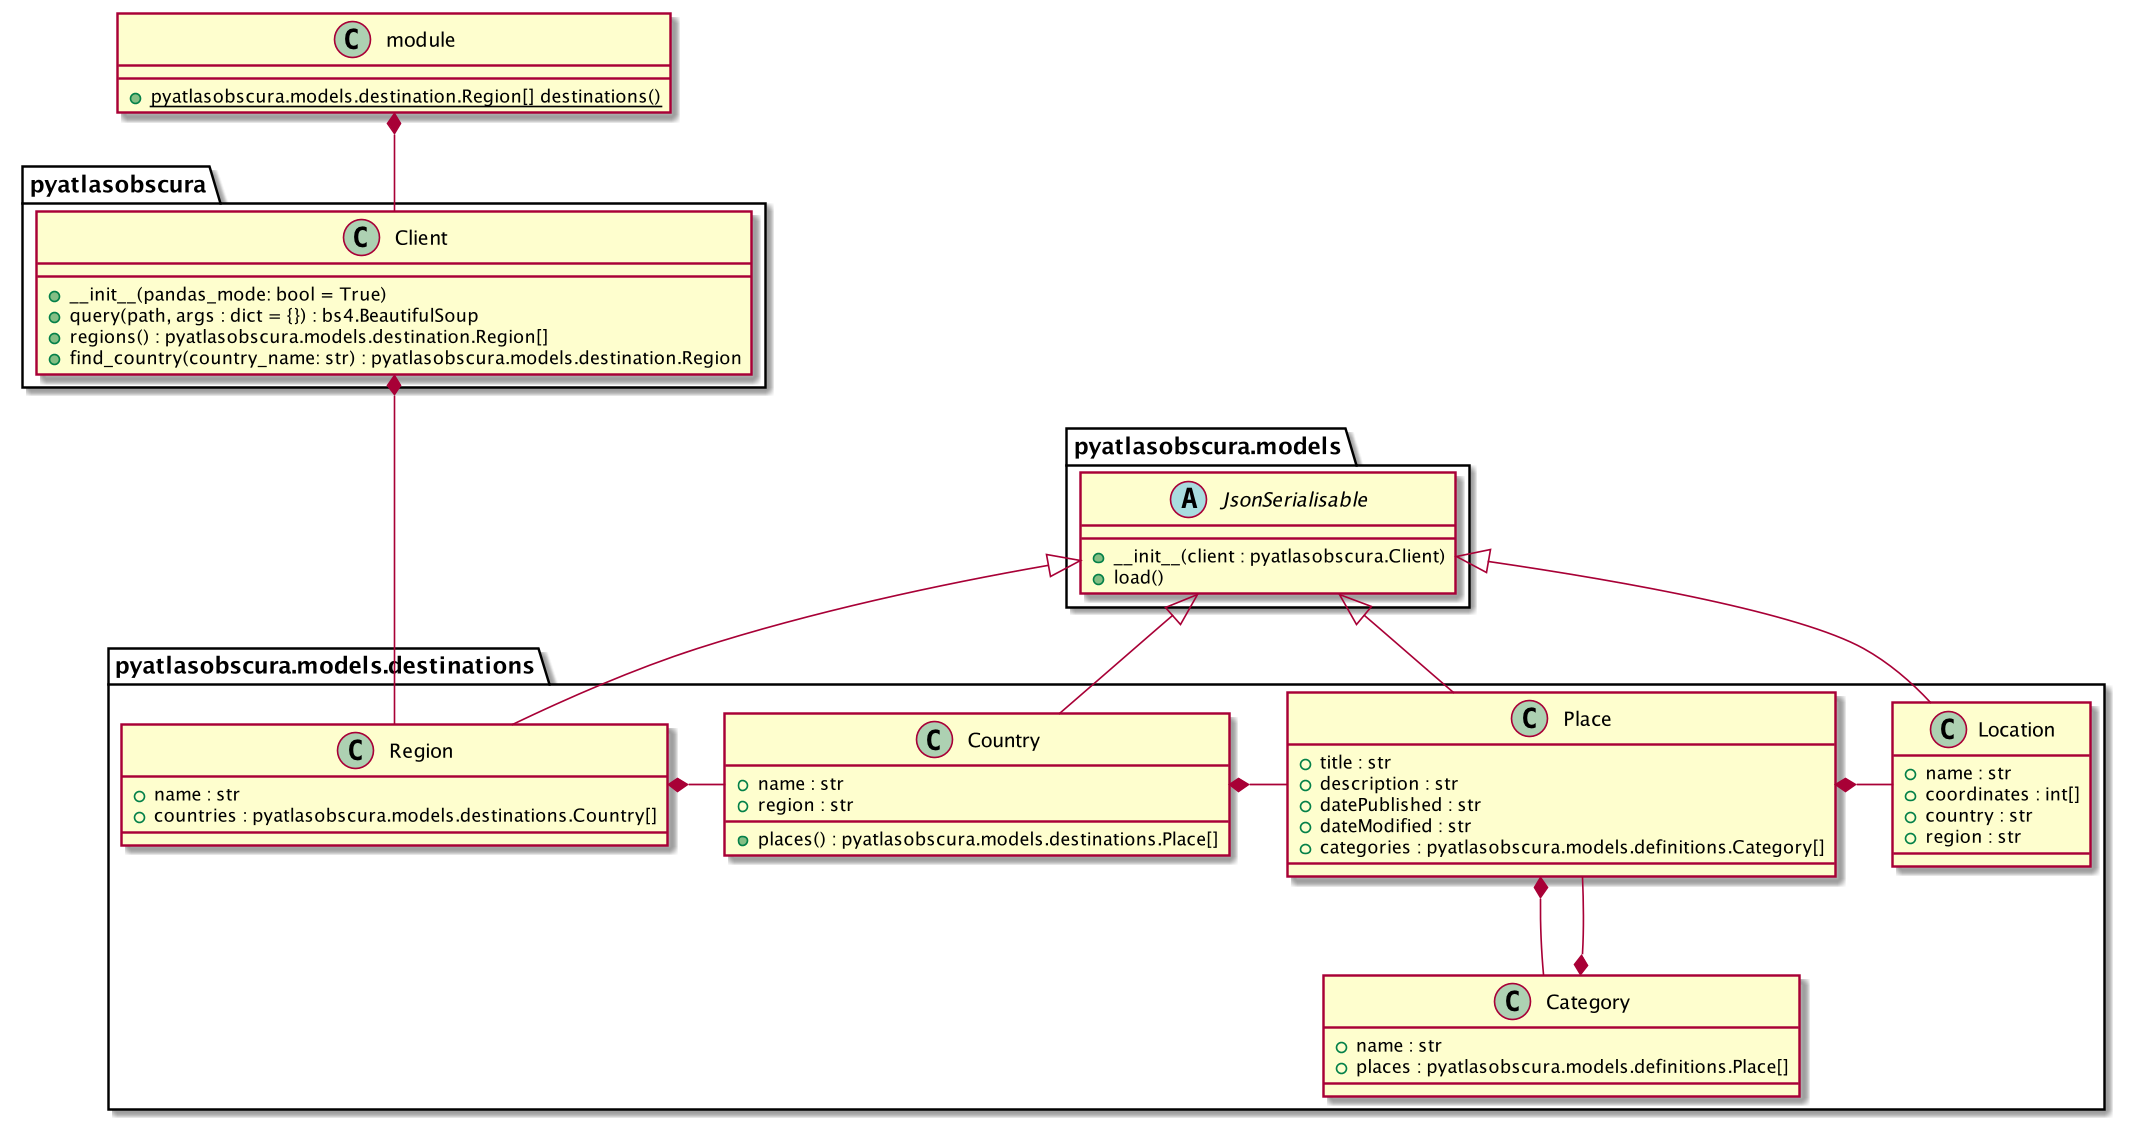 C module
pyatlasobscura.models.destination.Region[] destinations()
pyatlasobscura
C Client
__init__(pandas_mode: bool = True)
query(path, args : dict = {}) : bs4.BeautifulSoup
regions() : pyatlasobscura.models.destination.Region[]
find_country(country_name: str) : pyatlasobscura.models.destination.Region
pyatlasobscura.models
A JsonSerialisable
__init__(client : pyatlasobscura.Client)
load()
pyatlasobscura.models.destinations
C Region
name : str
countries : pyatlasobscura.models.destinations.Country[]
C Country
name : str
region : str
places() : pyatlasobscura.models.destinations.Place[]
C Place
title : str
description : str
datePublished : str
dateModified : str
categories : pyatlasobscura.models.definitions.Category[]
C Location
name : str
coordinates : int[]
country : str
region : str
C Category
name : str
places : pyatlasobscura.models.definitions.Place[]